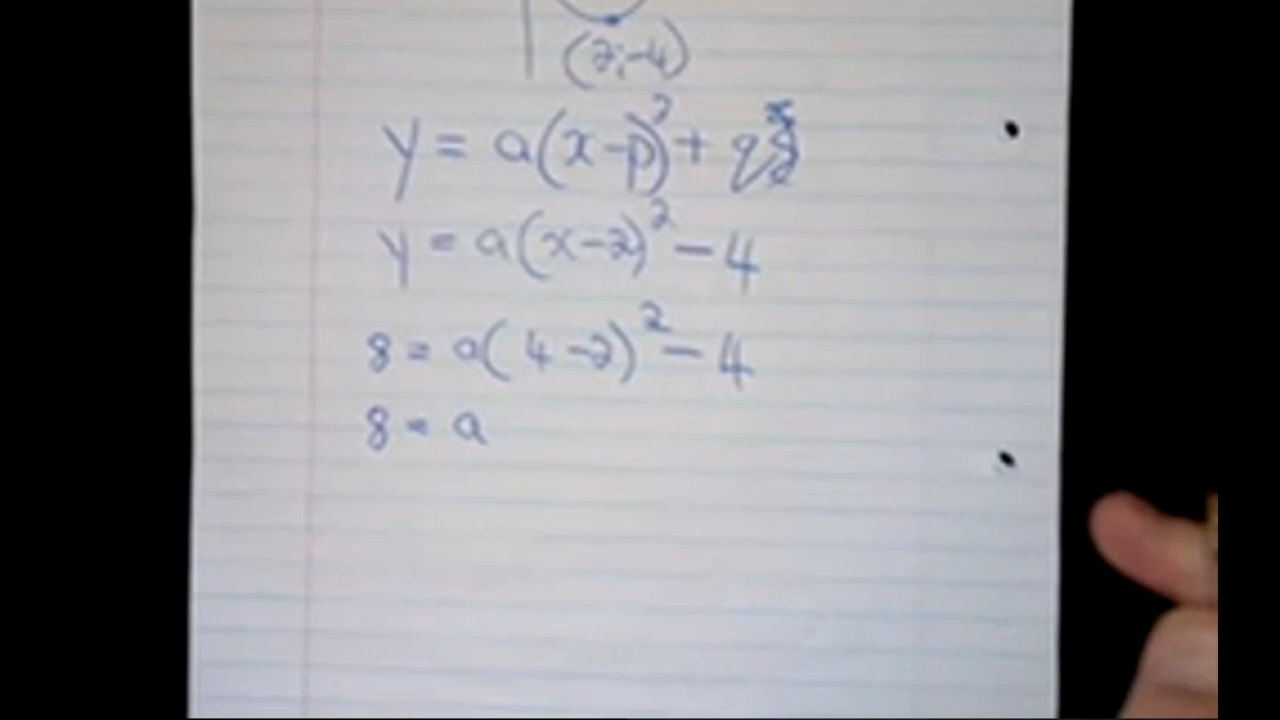 (2;-4)
y = a(x-p)² + q
y = a(x-2)² - 4
8 = a(4-2)² - 4
8 = a